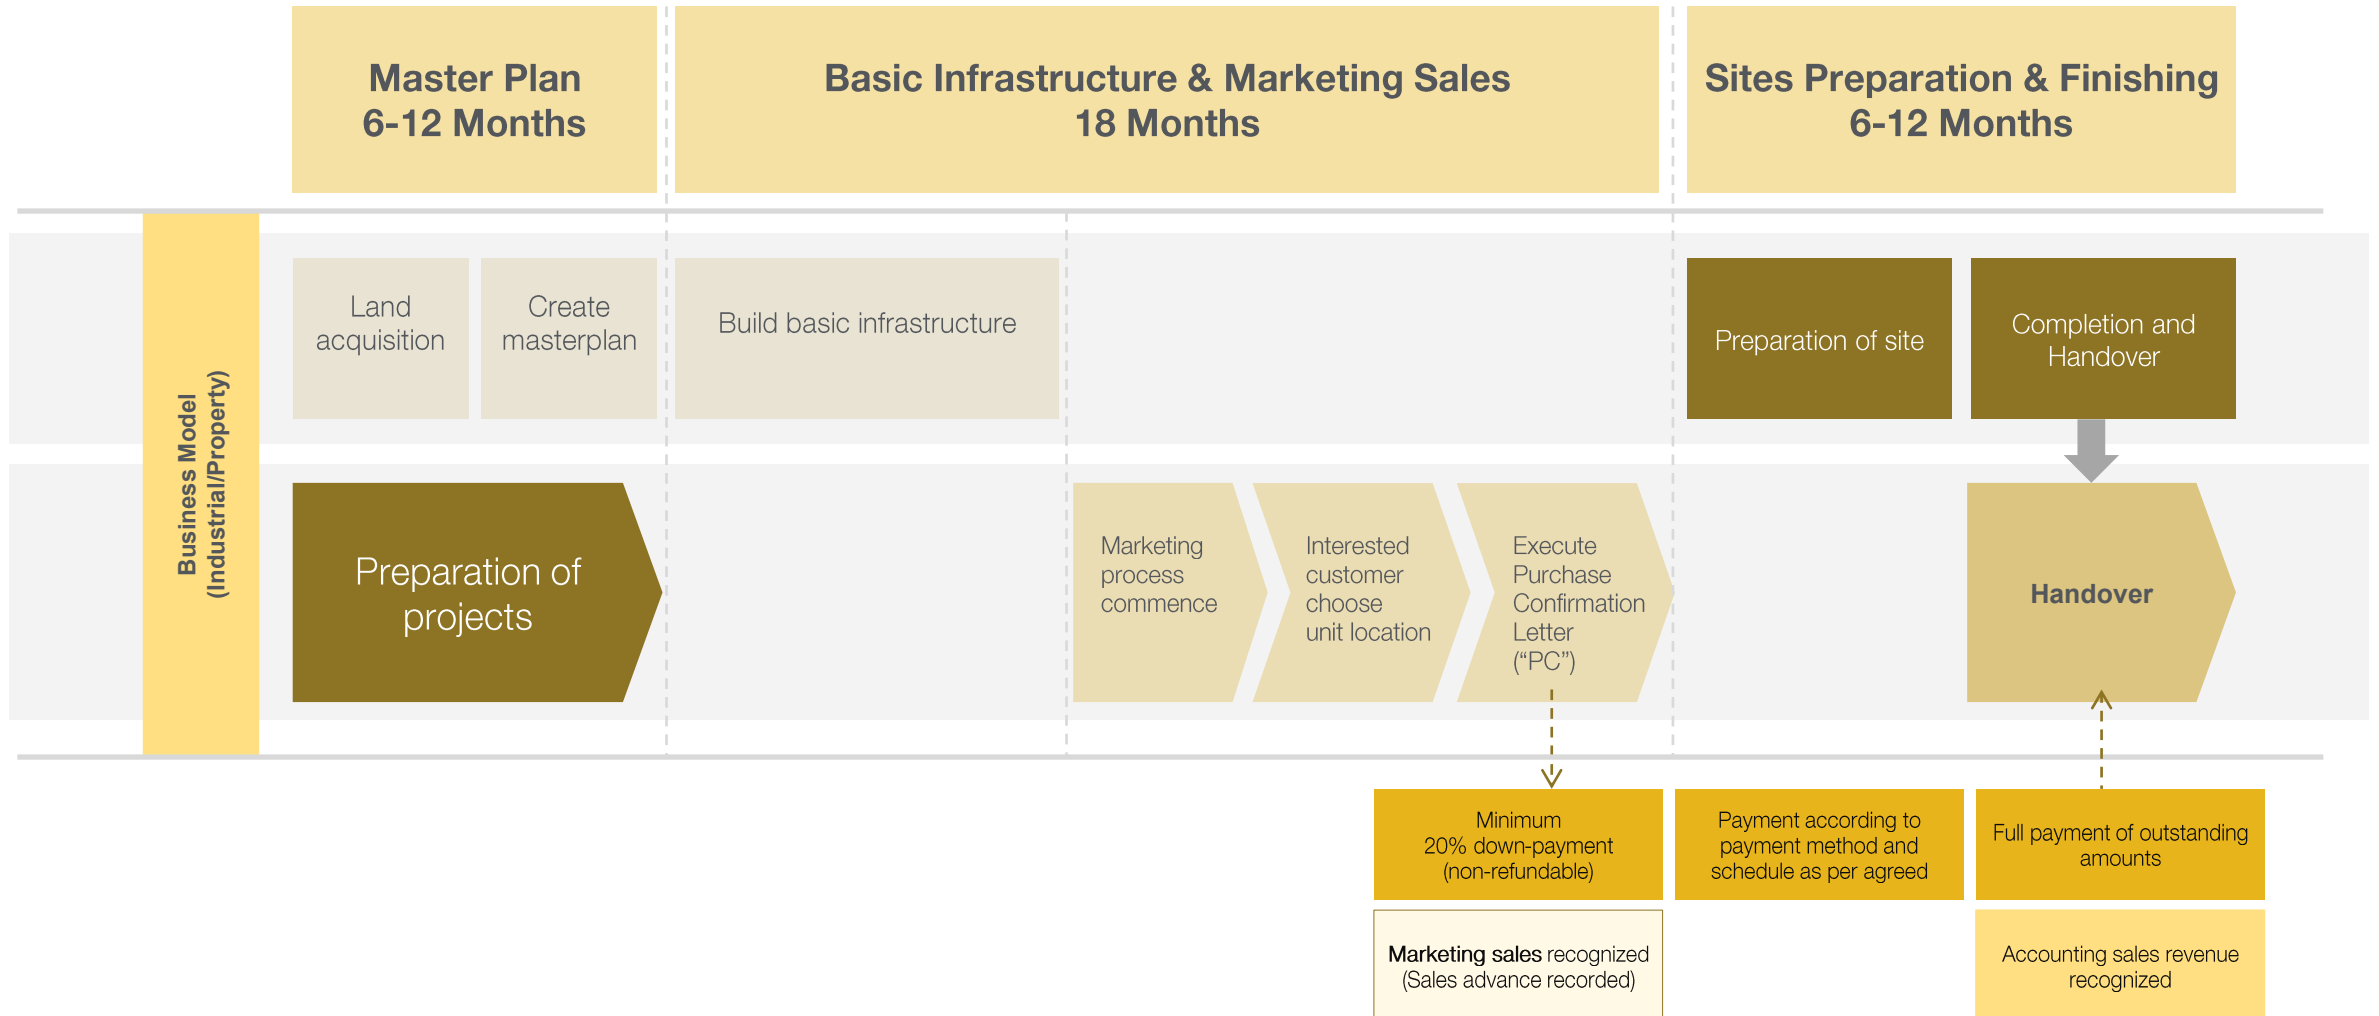 Master Plan
6-12 Months
Basic Infrastructure & Marketing Sales
18 Months
Sites Preparation & Finishing
6-12 Months
Business Model
(Industrial/Property)
Land
acquisition
Create
masterplan
Build basic infrastructure
Preparation of site
Completion and
Handover
Preparation of
projects
Marketing
process
commence
Interested
customer
choose
unit location
Execute
Purchase
Confirmation
Letter
(“PC”)
Handover
Minimum
20% down-payment
(non-refundable)
Payment according to
payment method and
schedule as per agreed
Full payment of outstanding
amounts
Marketing sales recognized
(Sales advance recorded)
Accounting sales revenue
recognized